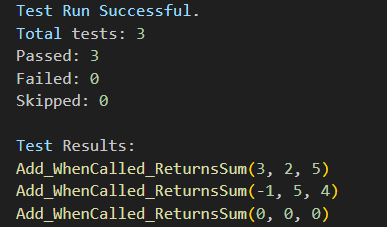 Test Run Successful.
Total tests: 3
Passed: 3
Failed: 0
Skipped: 0
Test Results:
Add_WhenCalled_ReturnsSum(3, 2, 5)
Add_WhenCalled_ReturnsSum(-1, 5, 4)
Add_WhenCalled_ReturnsSum(0, 0, 0)